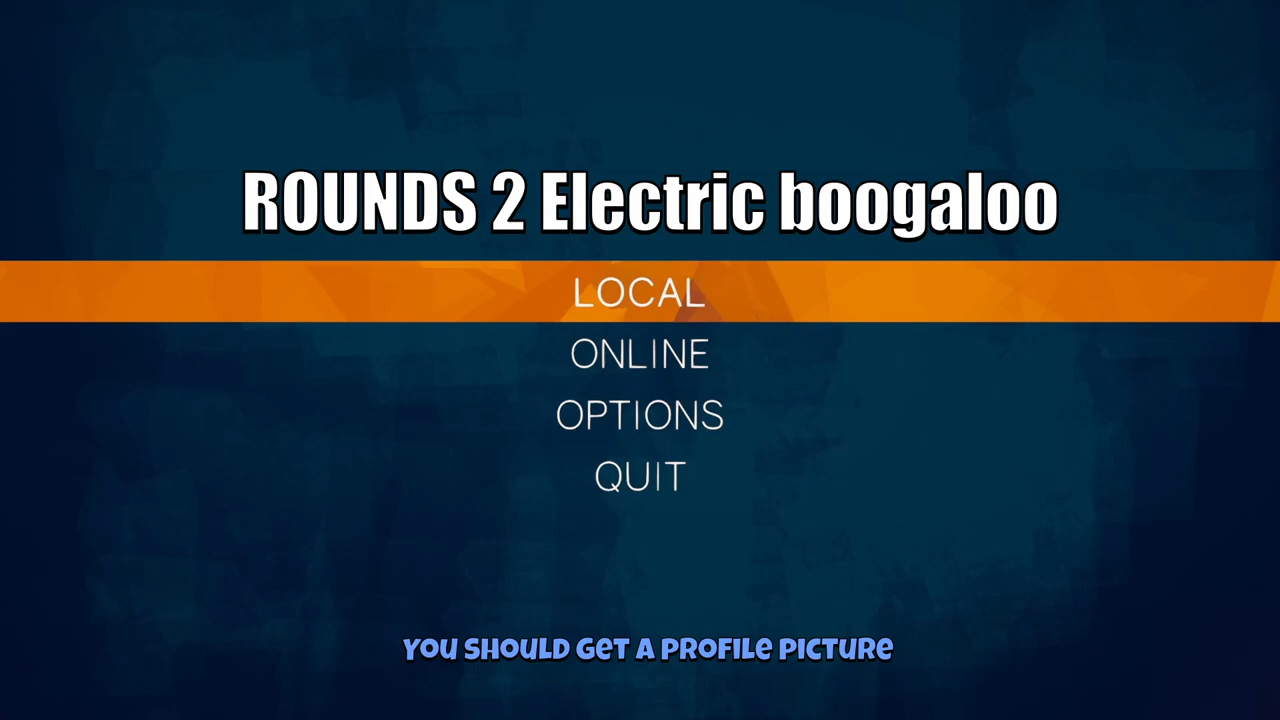 ROUNDS 2 Electric boogaloo
LOCAL
ONLINE
OPTIONS
QUIT
YOU SHOULD GET A PROFILE PICTURE